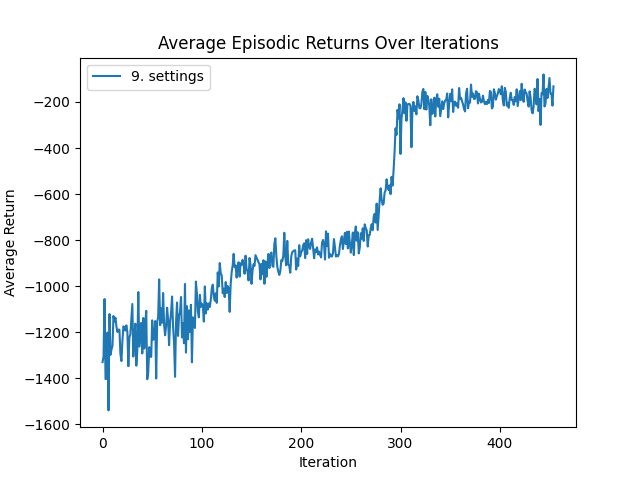 Average Episodic Returns Over Iterations
9. settings
Average Return
−200
−400
−600
−800
−1000
−1200
−1400
−1600
0 100 200 300 400
Iteration